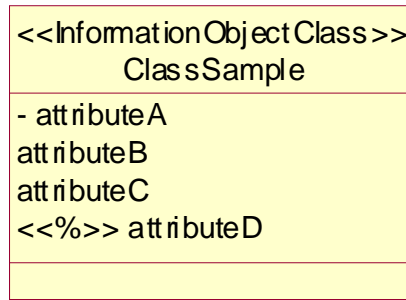 <<InformationObjectClass>>
ClassSample
- attributeA
attributeB
attributeC
<<%>> attributeD